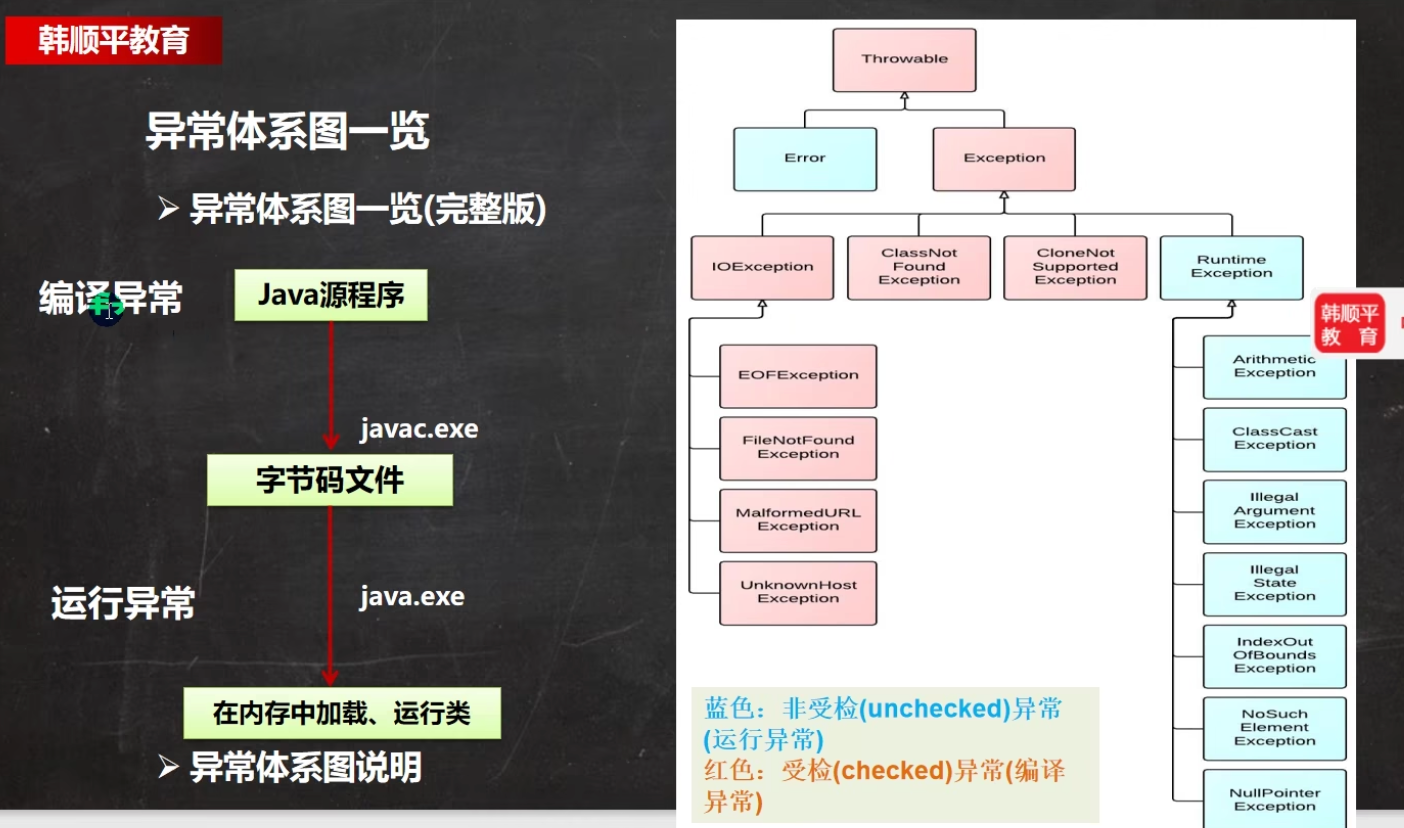 韩顺平教育
异常体系图一览
异常体系图一览(完整版)
编译异常
Java源程序
javac.exe
字节码文件
运行异常
java.exe
在内存中加载、运行类
异常体系图说明
Throwable
Error
Exception
IOException
ClassNot
Found
Exception
CloneNot
Supported
Exception
Runtime
Exception
EOFException
FileNotFound
Exception
MalformedURL
Exception
UnknownHost
Exception
Arithmetic
Exception
ClassCast
Exception
Illegal
Argument
Exception
Illegal
State
Exception
IndexOut
OfBounds
Exception
NoSuch
Element
Exception
NullPointer
Exception
韩顺平
教 育
蓝色：非受检(unchecked)异常
(运行异常)
红色：受检(checked)异常(编译
异常)